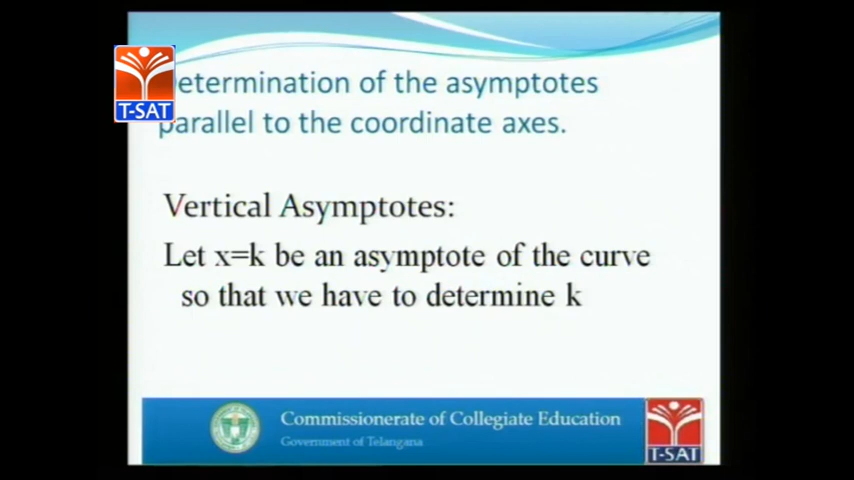 T-SAT
etermination of the asymptotes
parallel to the coordinate axes.
Vertical Asymptotes:
Let x=k be an asymptote of the curve
so that we have to determine k
Commissionerate of Collegiate Education
Government of Telangana
T-SAT